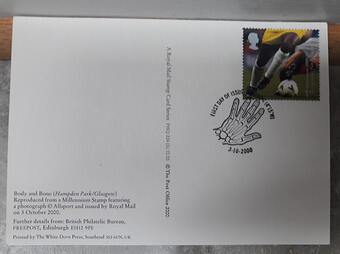 Body and Bone (Hampden Park/Glasgow)
Reproduced from a Millennium Stamp featuring
a photograph © Allsport and issued by Royal Mail
on 3 October 2000.
Further details from: British Philatelic Bureau,
FREEPOST, Edinburgh EH12 9PE
Printed by The White Dove Press, Southend
A Royal Mail Stamp Card Series
© The Post Office 2000
FIRST DAY OF ISSUE
3-10-2000